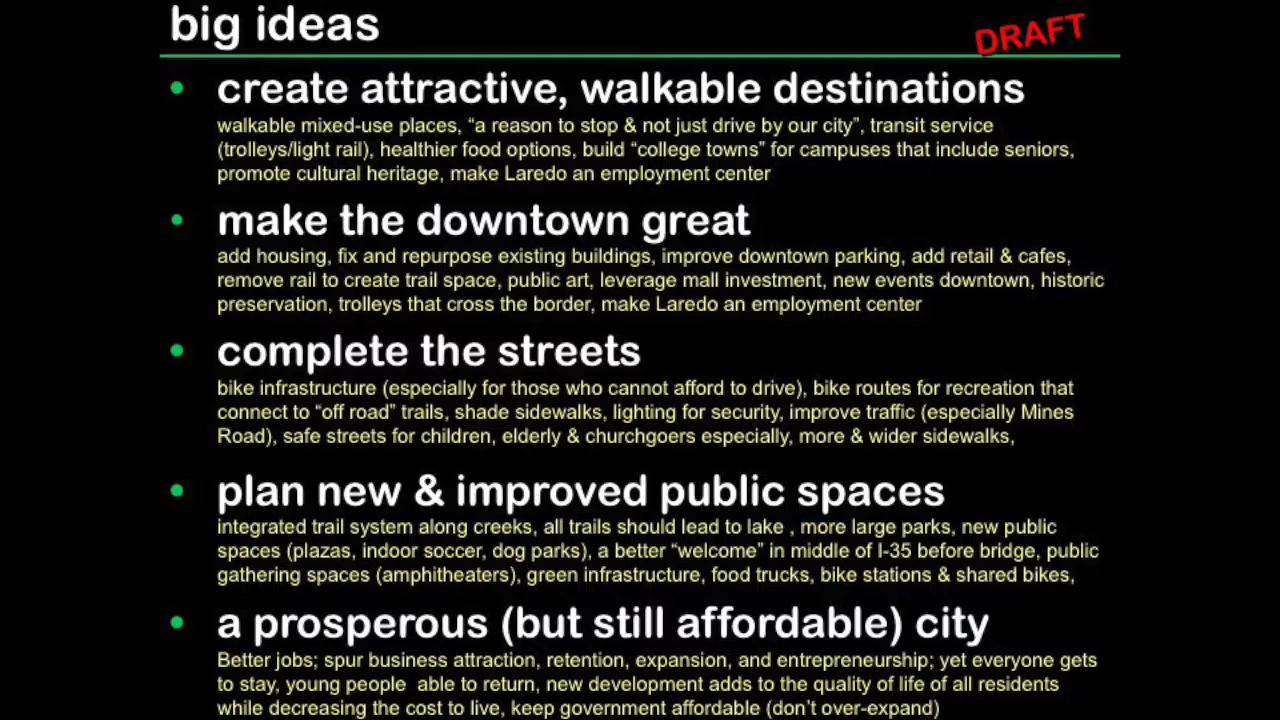 big ideas
DRAFT
• create attractive, walkable destinations
walkable mixed-use places, “a reason to stop & not just drive by our city”, transit service
(trolleys/light rail), healthier food options, build “college towns” for campuses that include seniors,
promote cultural heritage, make Laredo an employment center
• make the downtown great
add housing, fix and repurpose existing buildings, improve downtown parking, add retail & cafes,
remove rail to create trail space, public art, leverage mall investment, new events downtown, historic
preservation, trolleys that cross the border, make Laredo an employment center
• complete the streets
bike infrastructure (especially for those who cannot afford to drive), bike routes for recreation that
connect to “off road” trails, shade sidewalks, lighting for security, improve traffic (especially Mines
Road), safe streets for children, elderly & churchgoers especially, more & wider sidewalks,
• plan new & improved public spaces
integrated trail system along creeks, all trails should lead to lake , more large parks, new public
spaces (plazas, indoor soccer, dog parks), a better “welcome” in middle of I-35 before bridge, public
gathering spaces (amphitheaters), green infrastructure, food trucks, bike stations & shared bikes,
• a prosperous (but still affordable) city
Better jobs; spur business attraction, retention, expansion, and entrepreneurship; yet everyone gets
to stay, young people  able to return, new development adds to the quality of life of all residents
while decreasing the cost to live, keep government affordable (don’t over-expand)